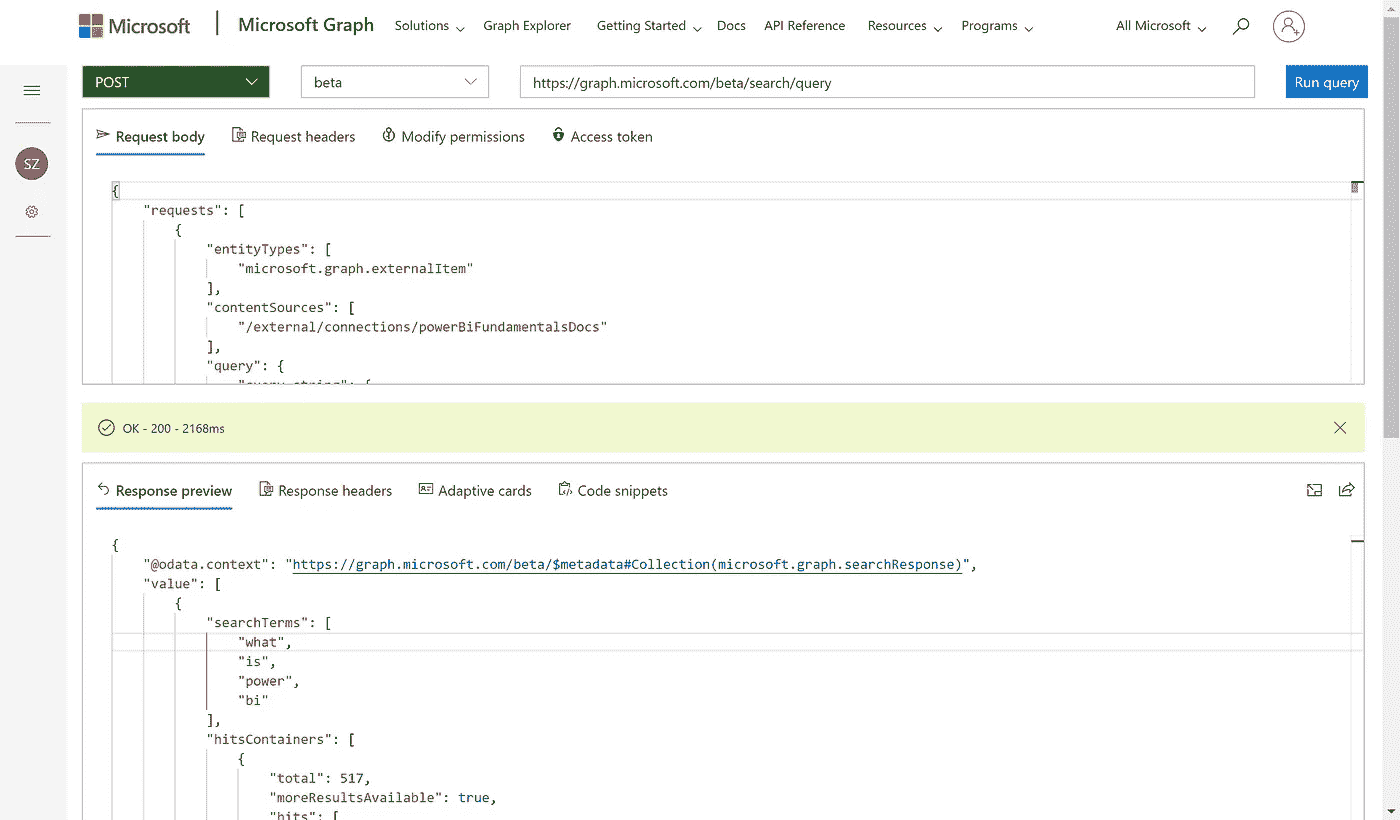 Microsoft | Microsoft Graph Solutions Graph Explorer Getting Started Docs API Reference Resources Programs All Microsoft
POST beta https://graph.microsoft.com/beta/search/query Run query
Request body Request headers Modify permissions Access token
SZ
{
"requests": [
{
"entityTypes": [
"microsoft.graph.externalItem"
],
"contentSources": [
"/external/connections/powerBiFundamentalsDocs"
],
"query": {
"query_string": {
OK - 200 - 2168ms
Response preview Response headers Adaptive cards Code snippets
{
"@odata.context": "https://graph.microsoft.com/beta/$metadata#Collection(microsoft.graph.searchResponse)",
"value": [
{
"searchTerms": [
"what",
"is",
"power",
"bi"
],
"hitsContainers": [
{
"total": 517,
"moreResultsAvailable": true,
"hits": [